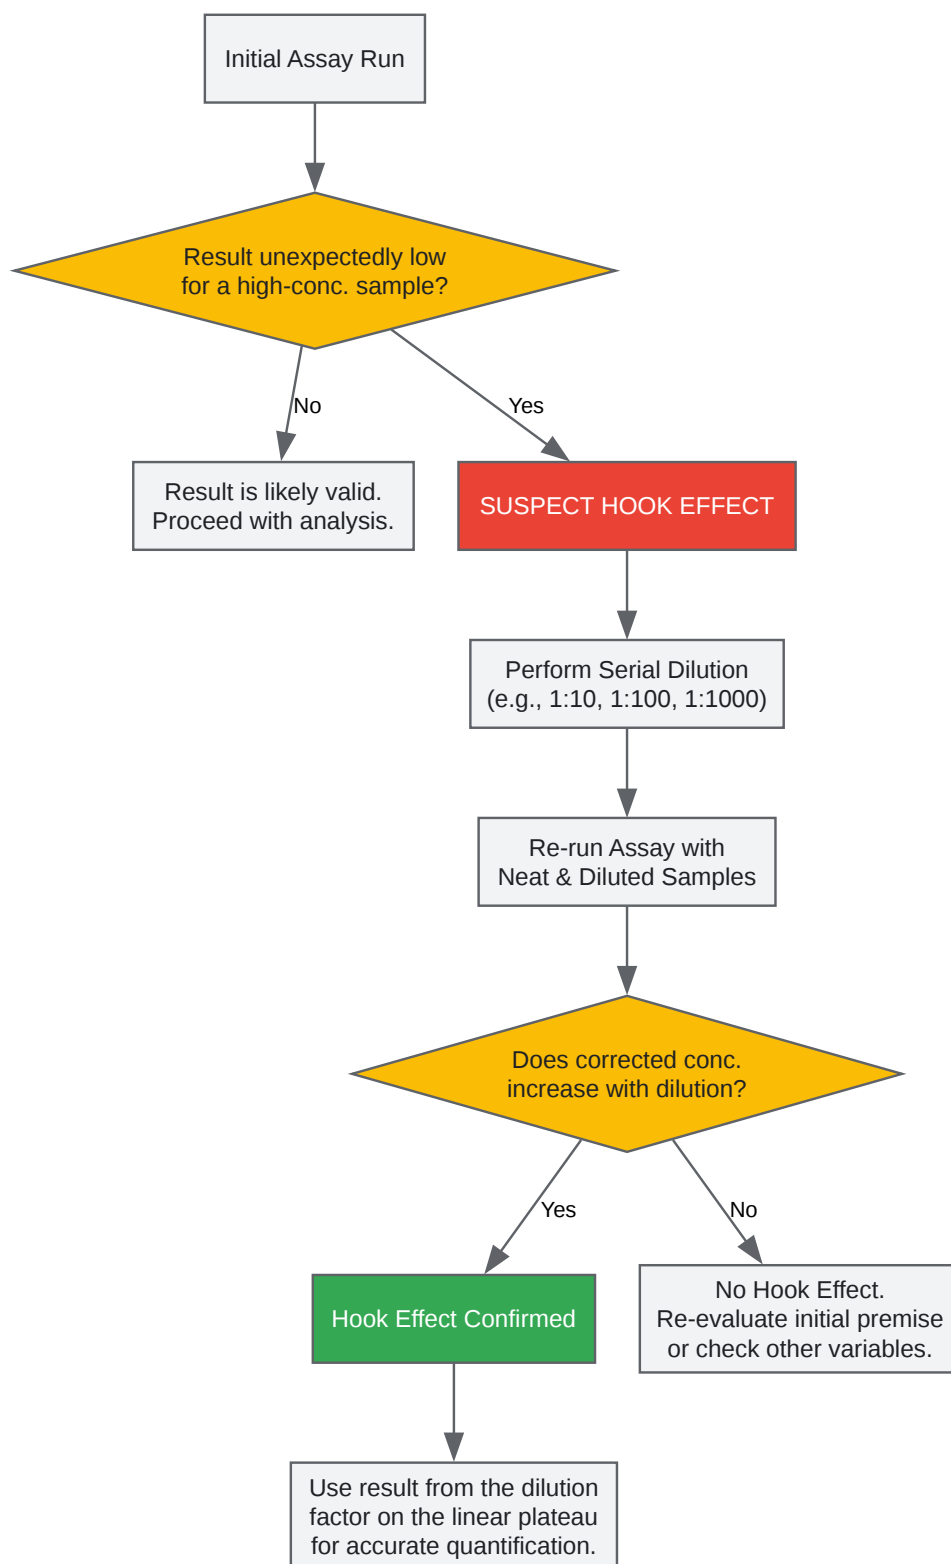 Initial Assay Run
Result unexpectedly low
for a high-conc. sample?
No
Yes
Result is likely valid.
Proceed with analysis.
SUSPECT HOOK EFFECT
Perform Serial Dilution
(e.g., 1:10, 1:100, 1:1000)
Re-run Assay with
Neat & Diluted Samples
Does corrected conc.
increase with dilution?
Yes
No
Hook Effect Confirmed
No Hook Effect.
Re-evaluate initial premise
or check other variables.
Use result from the dilution
factor on the linear plateau
for accurate quantification.